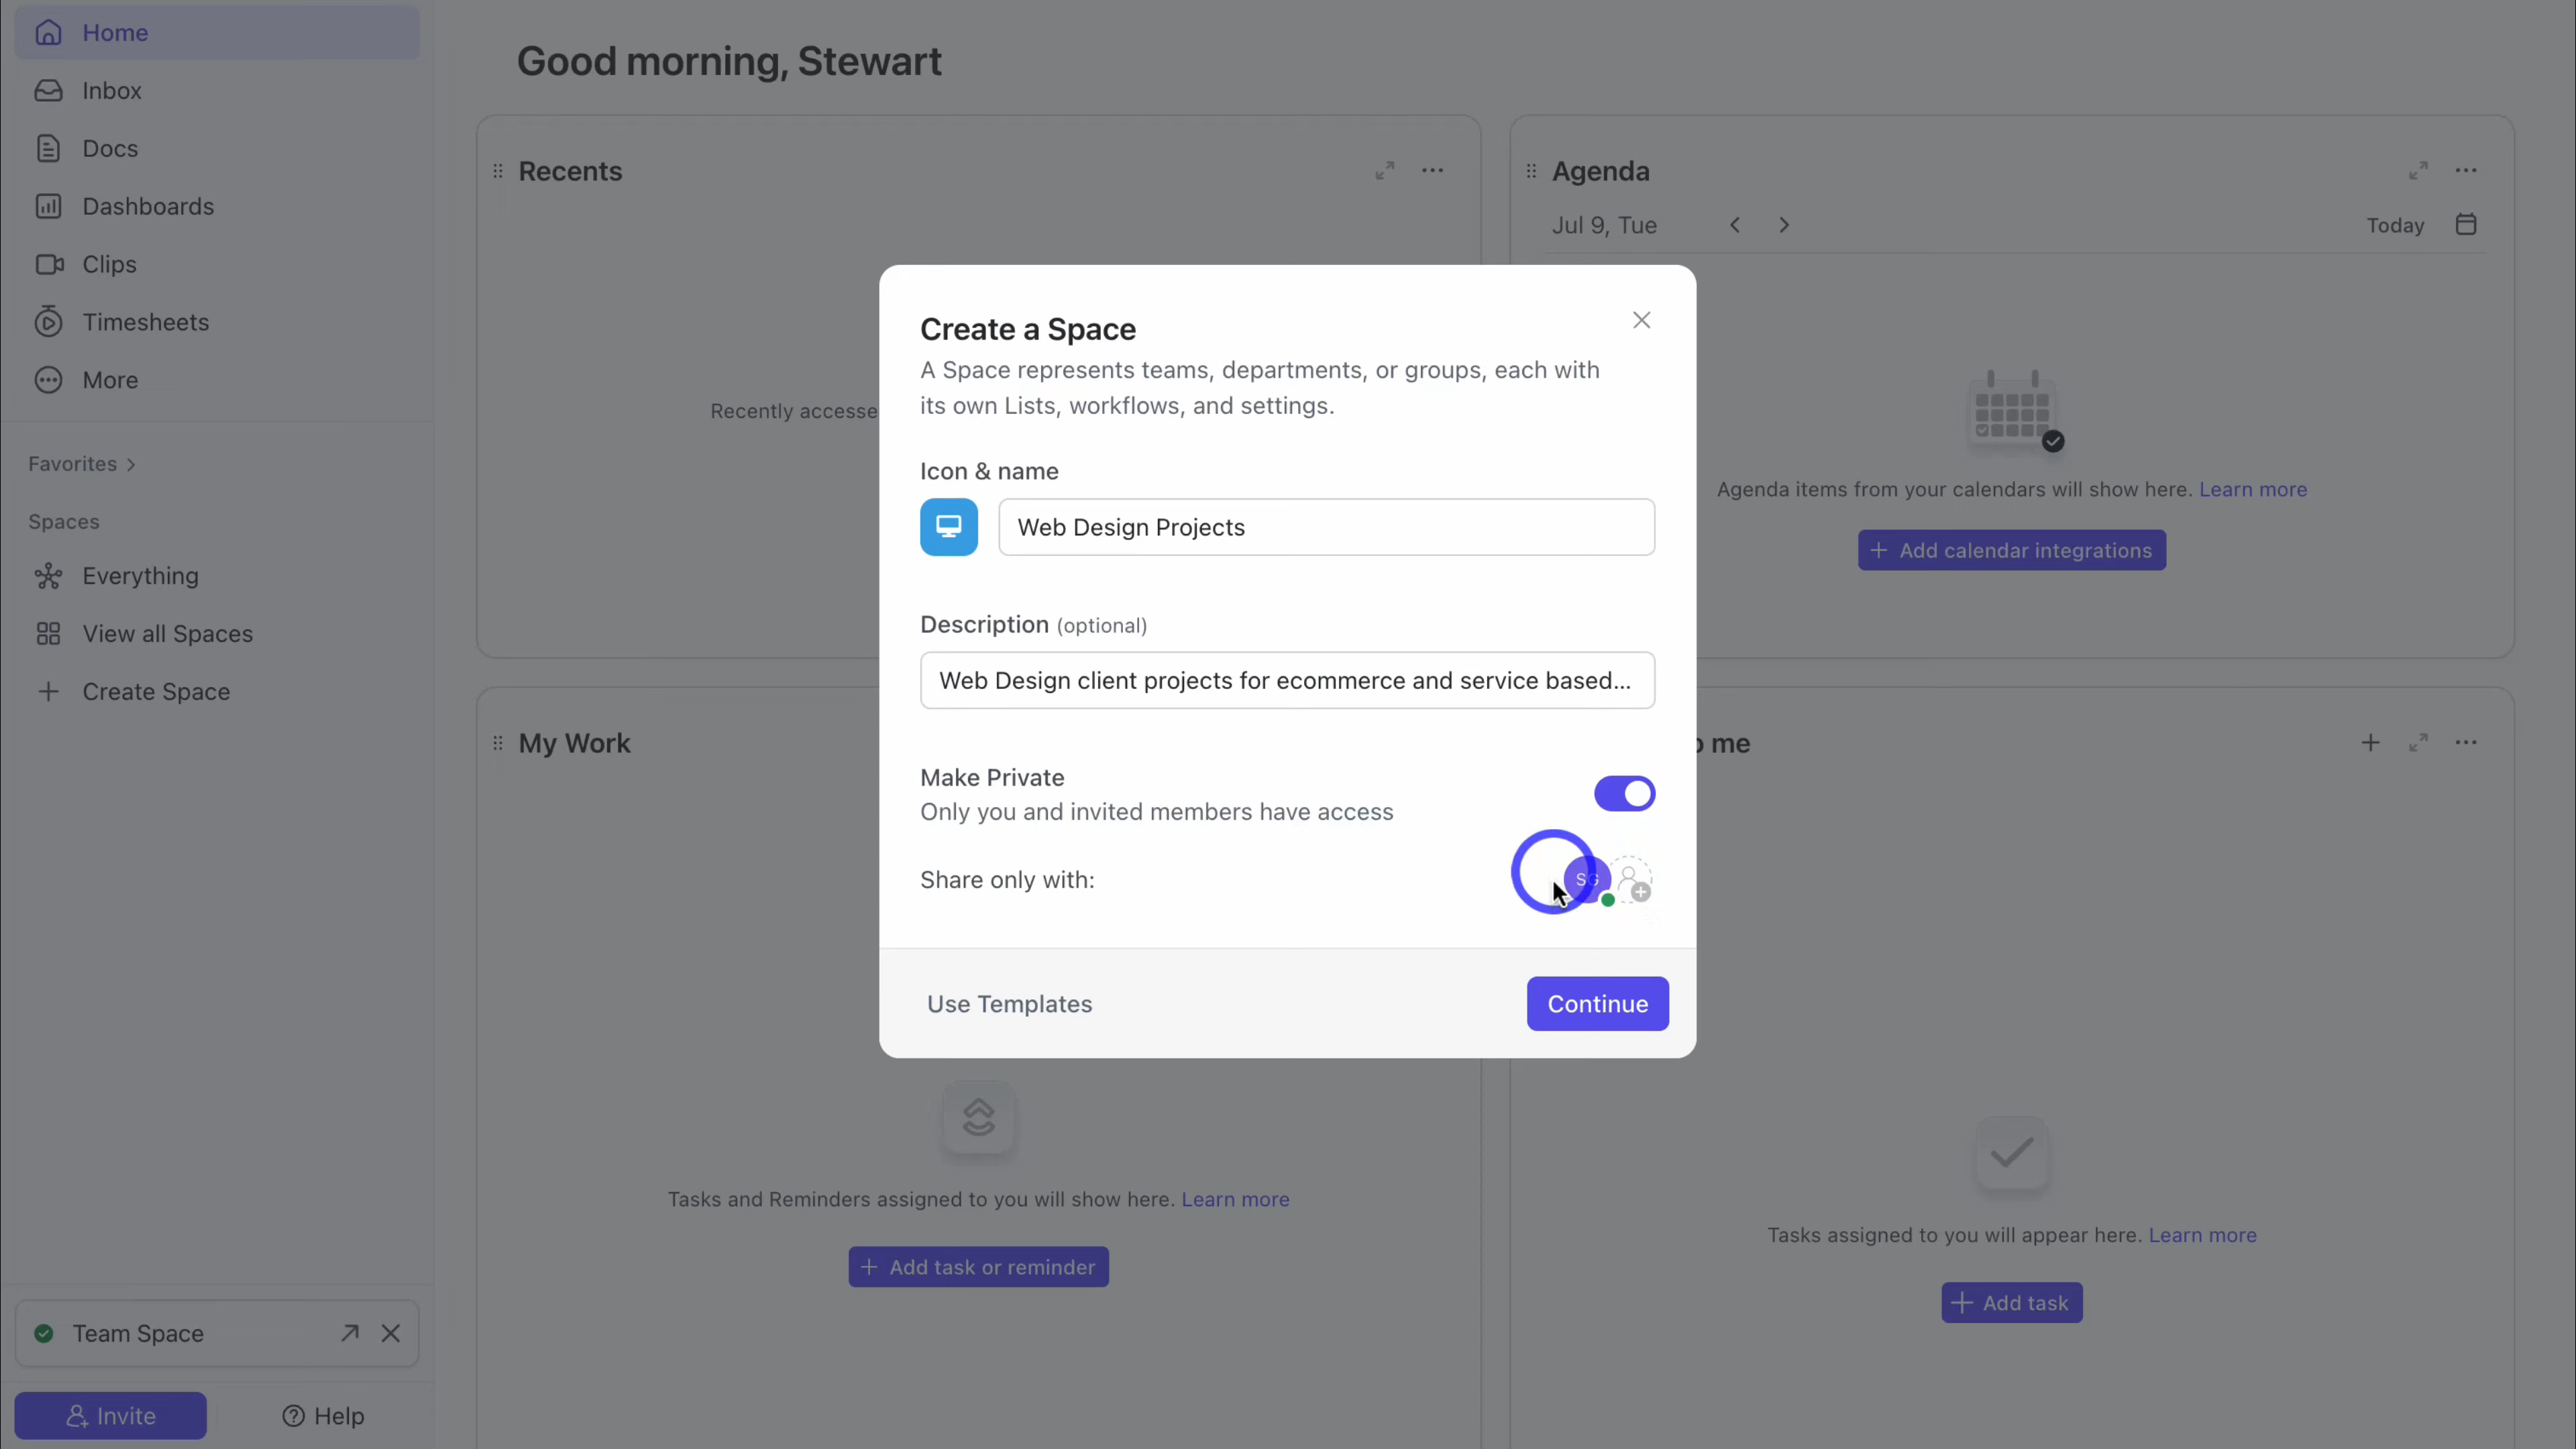 Home
Inbox
Docs
Dashboards
Clips
Timesheets
More
Favorites
Spaces
Everything
View all Spaces
Create Space
Team Space
Invite
Help
Good morning, Stewart
Recents
Recently accesse
Agenda
Jul 9, Tue
Today
Agenda items from your calendars will show here. Learn more
Add calendar integrations
Create a Space
A Space represents teams, departments, or groups, each with
its own Lists, workflows, and settings.
Icon & name
Web Design Projects
Description (optional)
Web Design client projects for ecommerce and service based...
Make Private
Only you and invited members have access
Share only with:
SG
Use Templates
Continue
My Work
Tasks and Reminders assigned to you will show here. Learn more
Add task or reminder
o me
Tasks assigned to you will appear here. Learn more
Add task